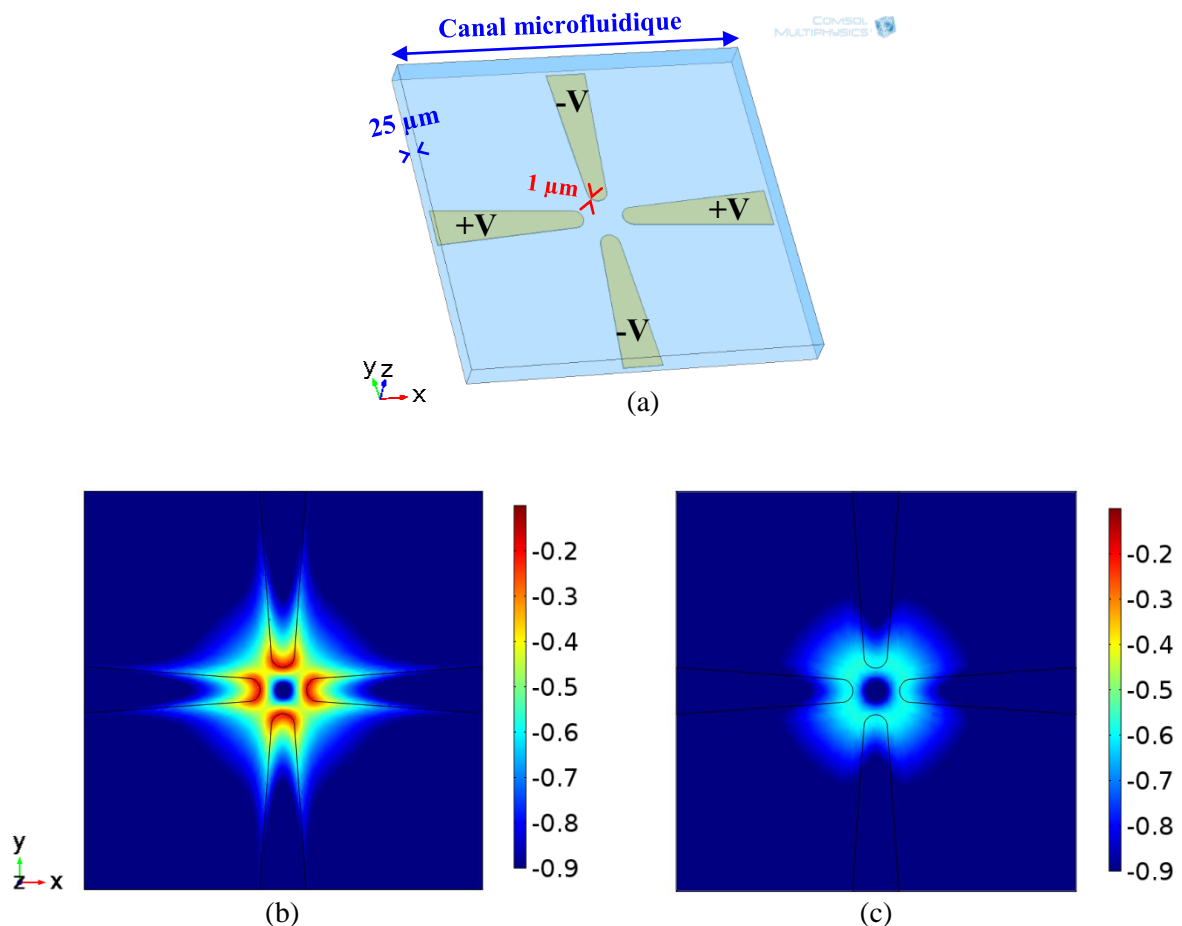 Canal microfluidique
COMSOL
MULTIPHYSICS
-V
25 µm
1 µm
+V
+V
-V
y z
x
(a)
-0.2
-0.3
-0.4
-0.5
-0.6
-0.7
-0.8
-0.9
y
z x
(b)
-0.2
-0.3
-0.4
-0.5
-0.6
-0.7
-0.8
-0.9
(c)